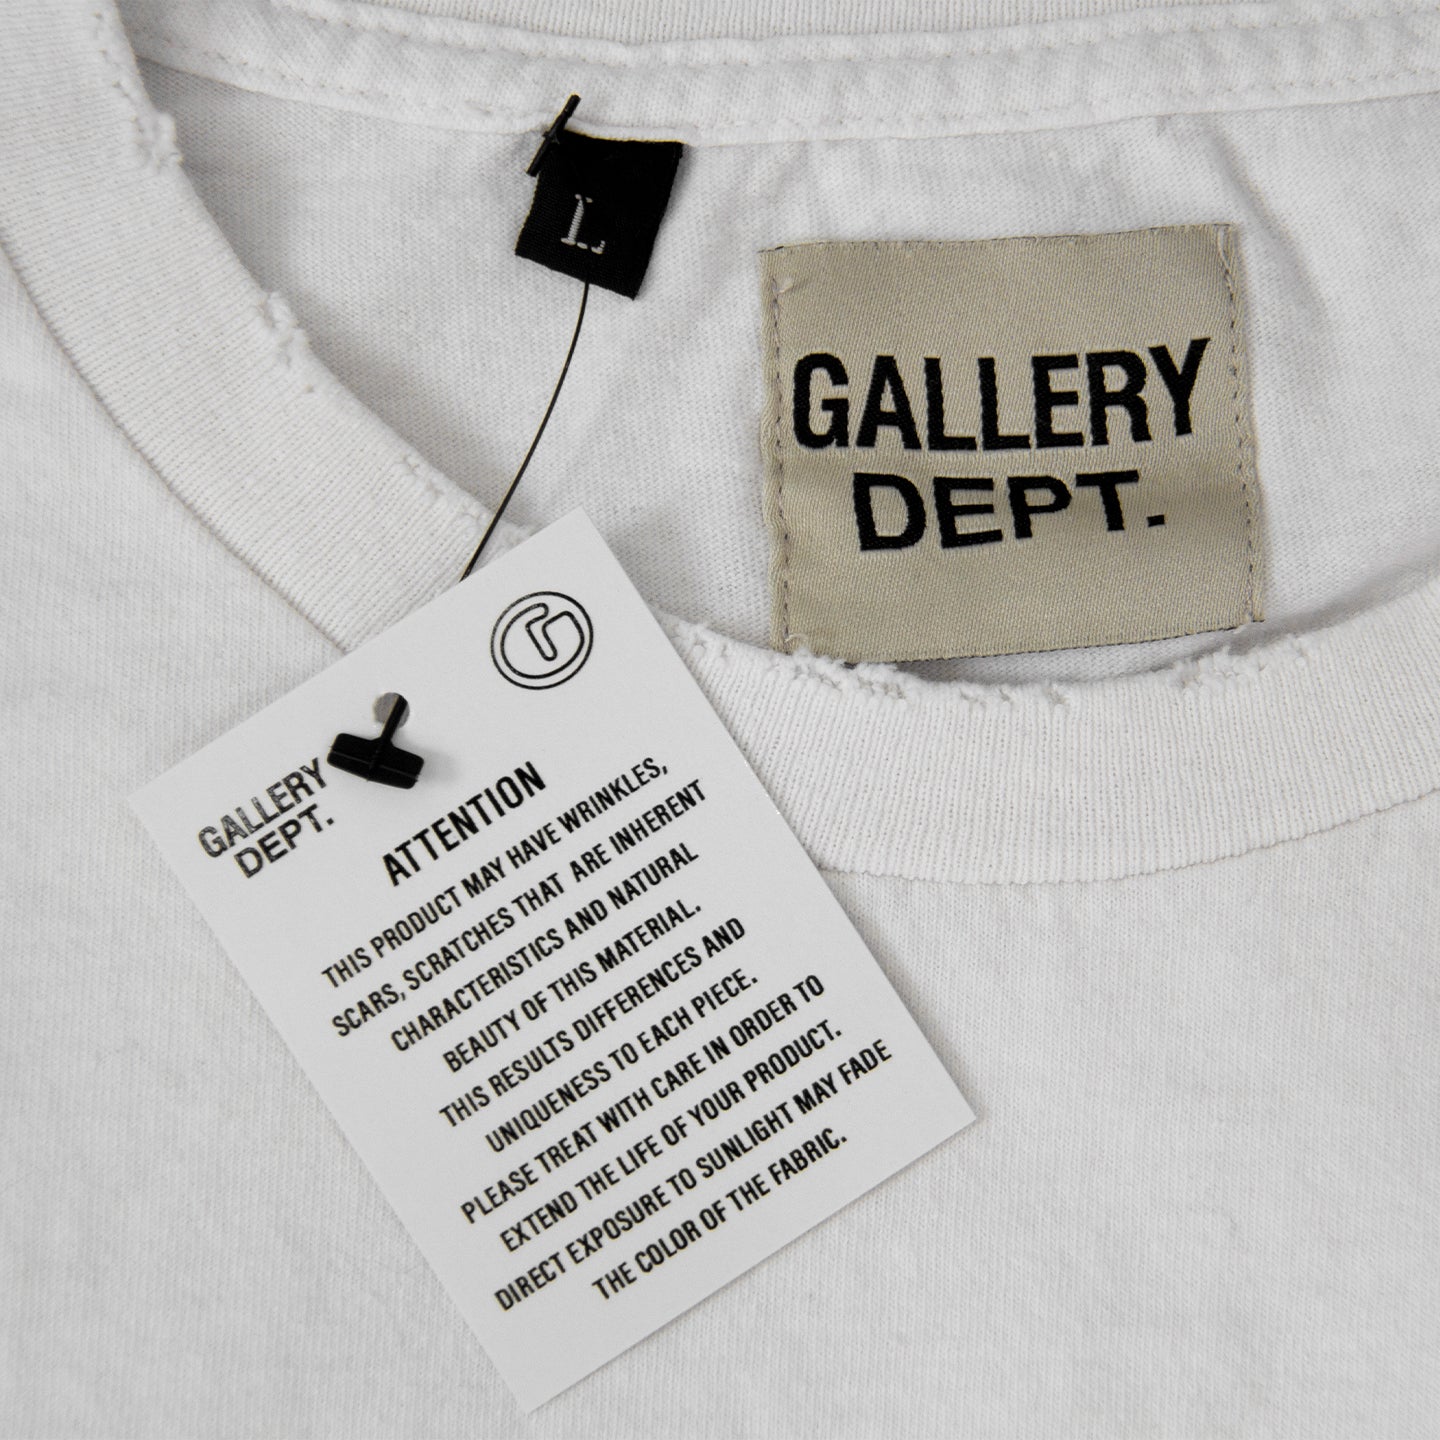 L
GALLERY
DEPT.
GALLERY
DEPT.
ATTENTION
THIS PRODUCT MAY HAVE WRINKLES,
SCARS, SCRATCHES THAT ARE INHERENT
CHARACTERISTICS AND NATURAL
BEAUTY OF THIS MATERIAL.
THIS RESULTS DIFFERENCES AND
UNIQUENESS TO EACH PIECE.
PLEASE TREAT WITH CARE IN ORDER TO
EXTEND THE LIFE OF YOUR PRODUCT.
DIRECT EXPOSURE TO SUNLIGHT MAY FADE
THE COLOR OF THE FABRIC.